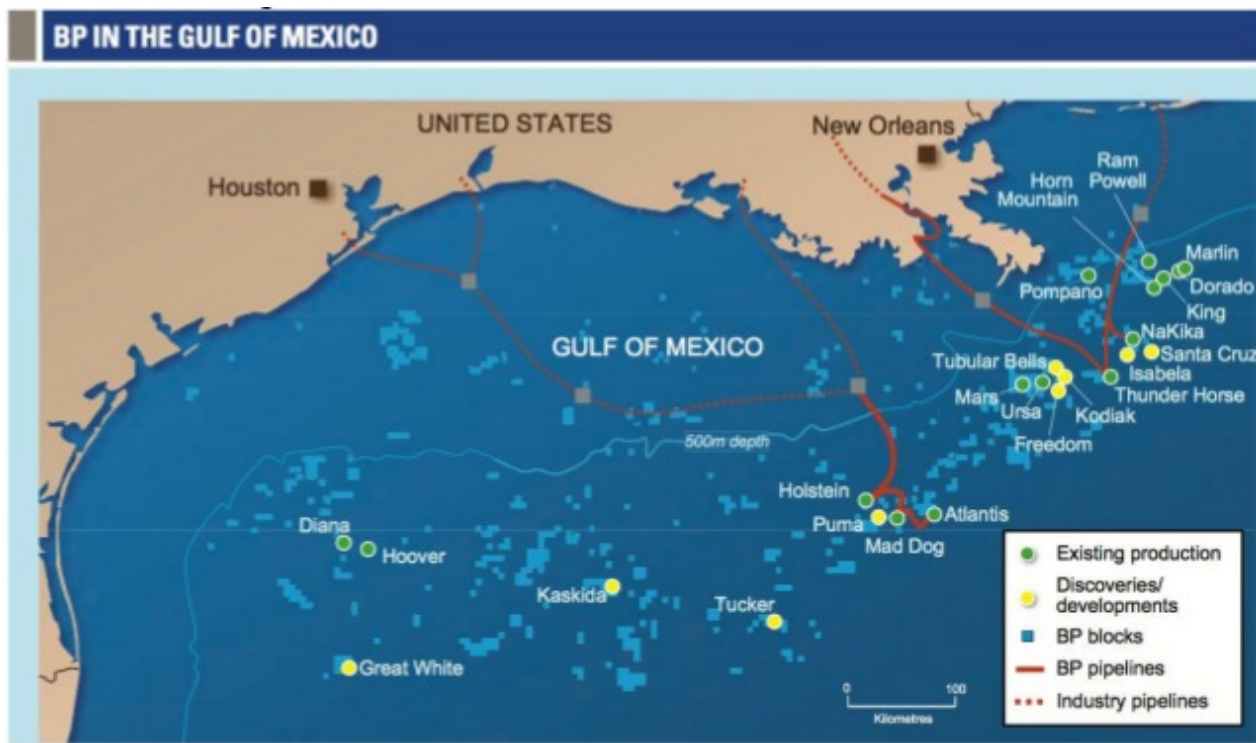 BP IN THE GULF OF MEXICO
UNITED STATES
New Orleans
Houston
Ram
Powell
Horn
Mountain
Marlin
Dorado
King
Pompano
NaKika
Santa Cruz
Isabela
Thunder Horse
GULF OF MEXICO
Tubular Bells
Mars
Ursa
Kodiak
Freedom
500m depth
Holstein
Puma
Atlantis
Mad Dog
Diana
Hoover
Kaskida
Tucker
Great White
0 100
Kilometres
Existing production
Discoveries/
developments
BP blocks
BP pipelines
Industry pipelines